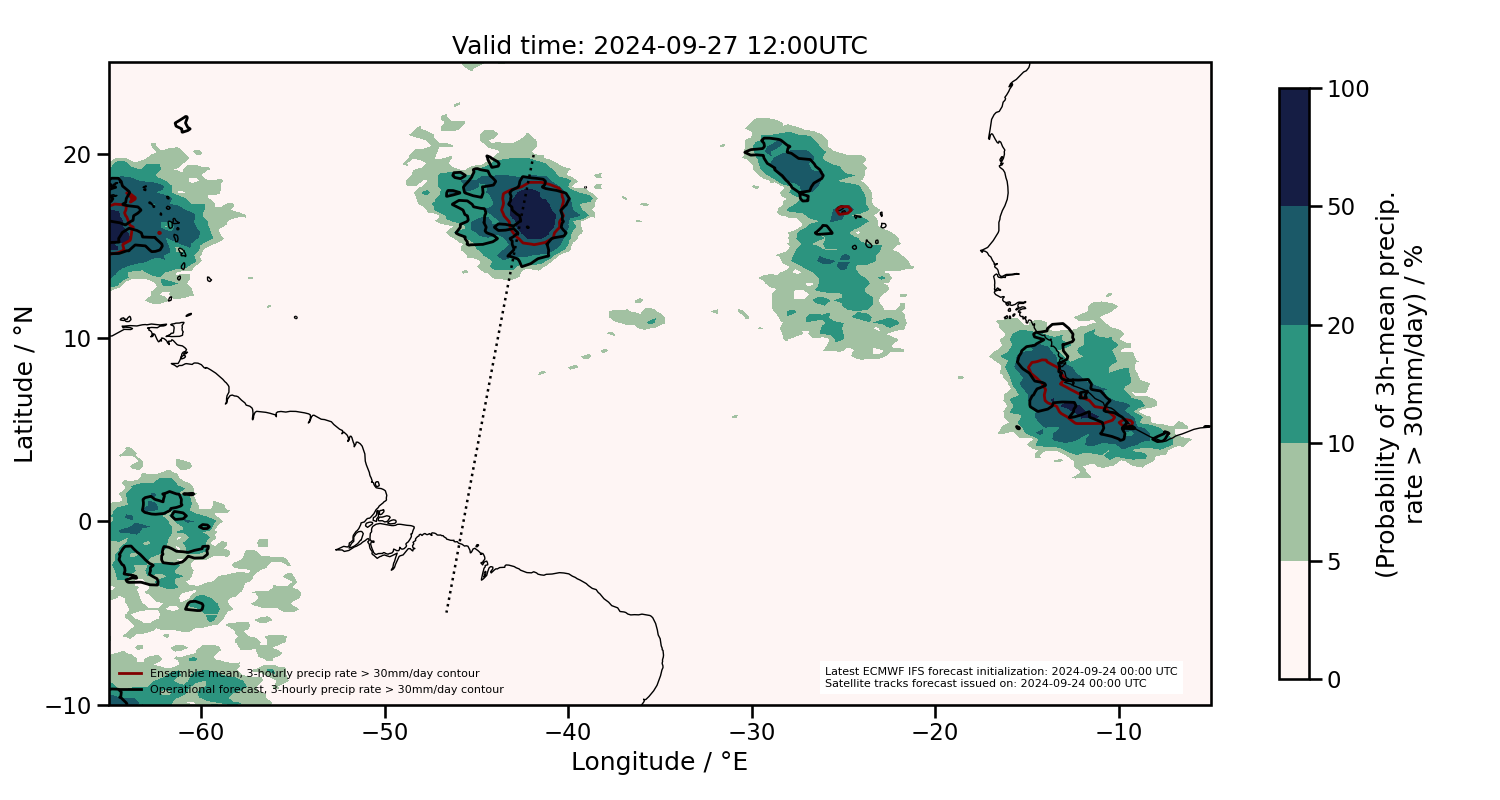 Valid time: 2024-09-27 12:00UTC
Latitude / °N
20
10
0
−10
−60
−50
−40
−30
−20
−10
Longitude / °E
Ensemble mean, 3-hourly precip rate > 30mm/day contour
Operational forecast, 3-hourly precip rate > 30mm/day contour
Latest ECMWF IFS forecast initialization: 2024-09-24 00:00 UTC
Satellite tracks forecast issued on: 2024-09-24 00:00 UTC
100
50
20
10
5
0
(Probability of 3h-mean precip.
rate > 30mm/day) / %